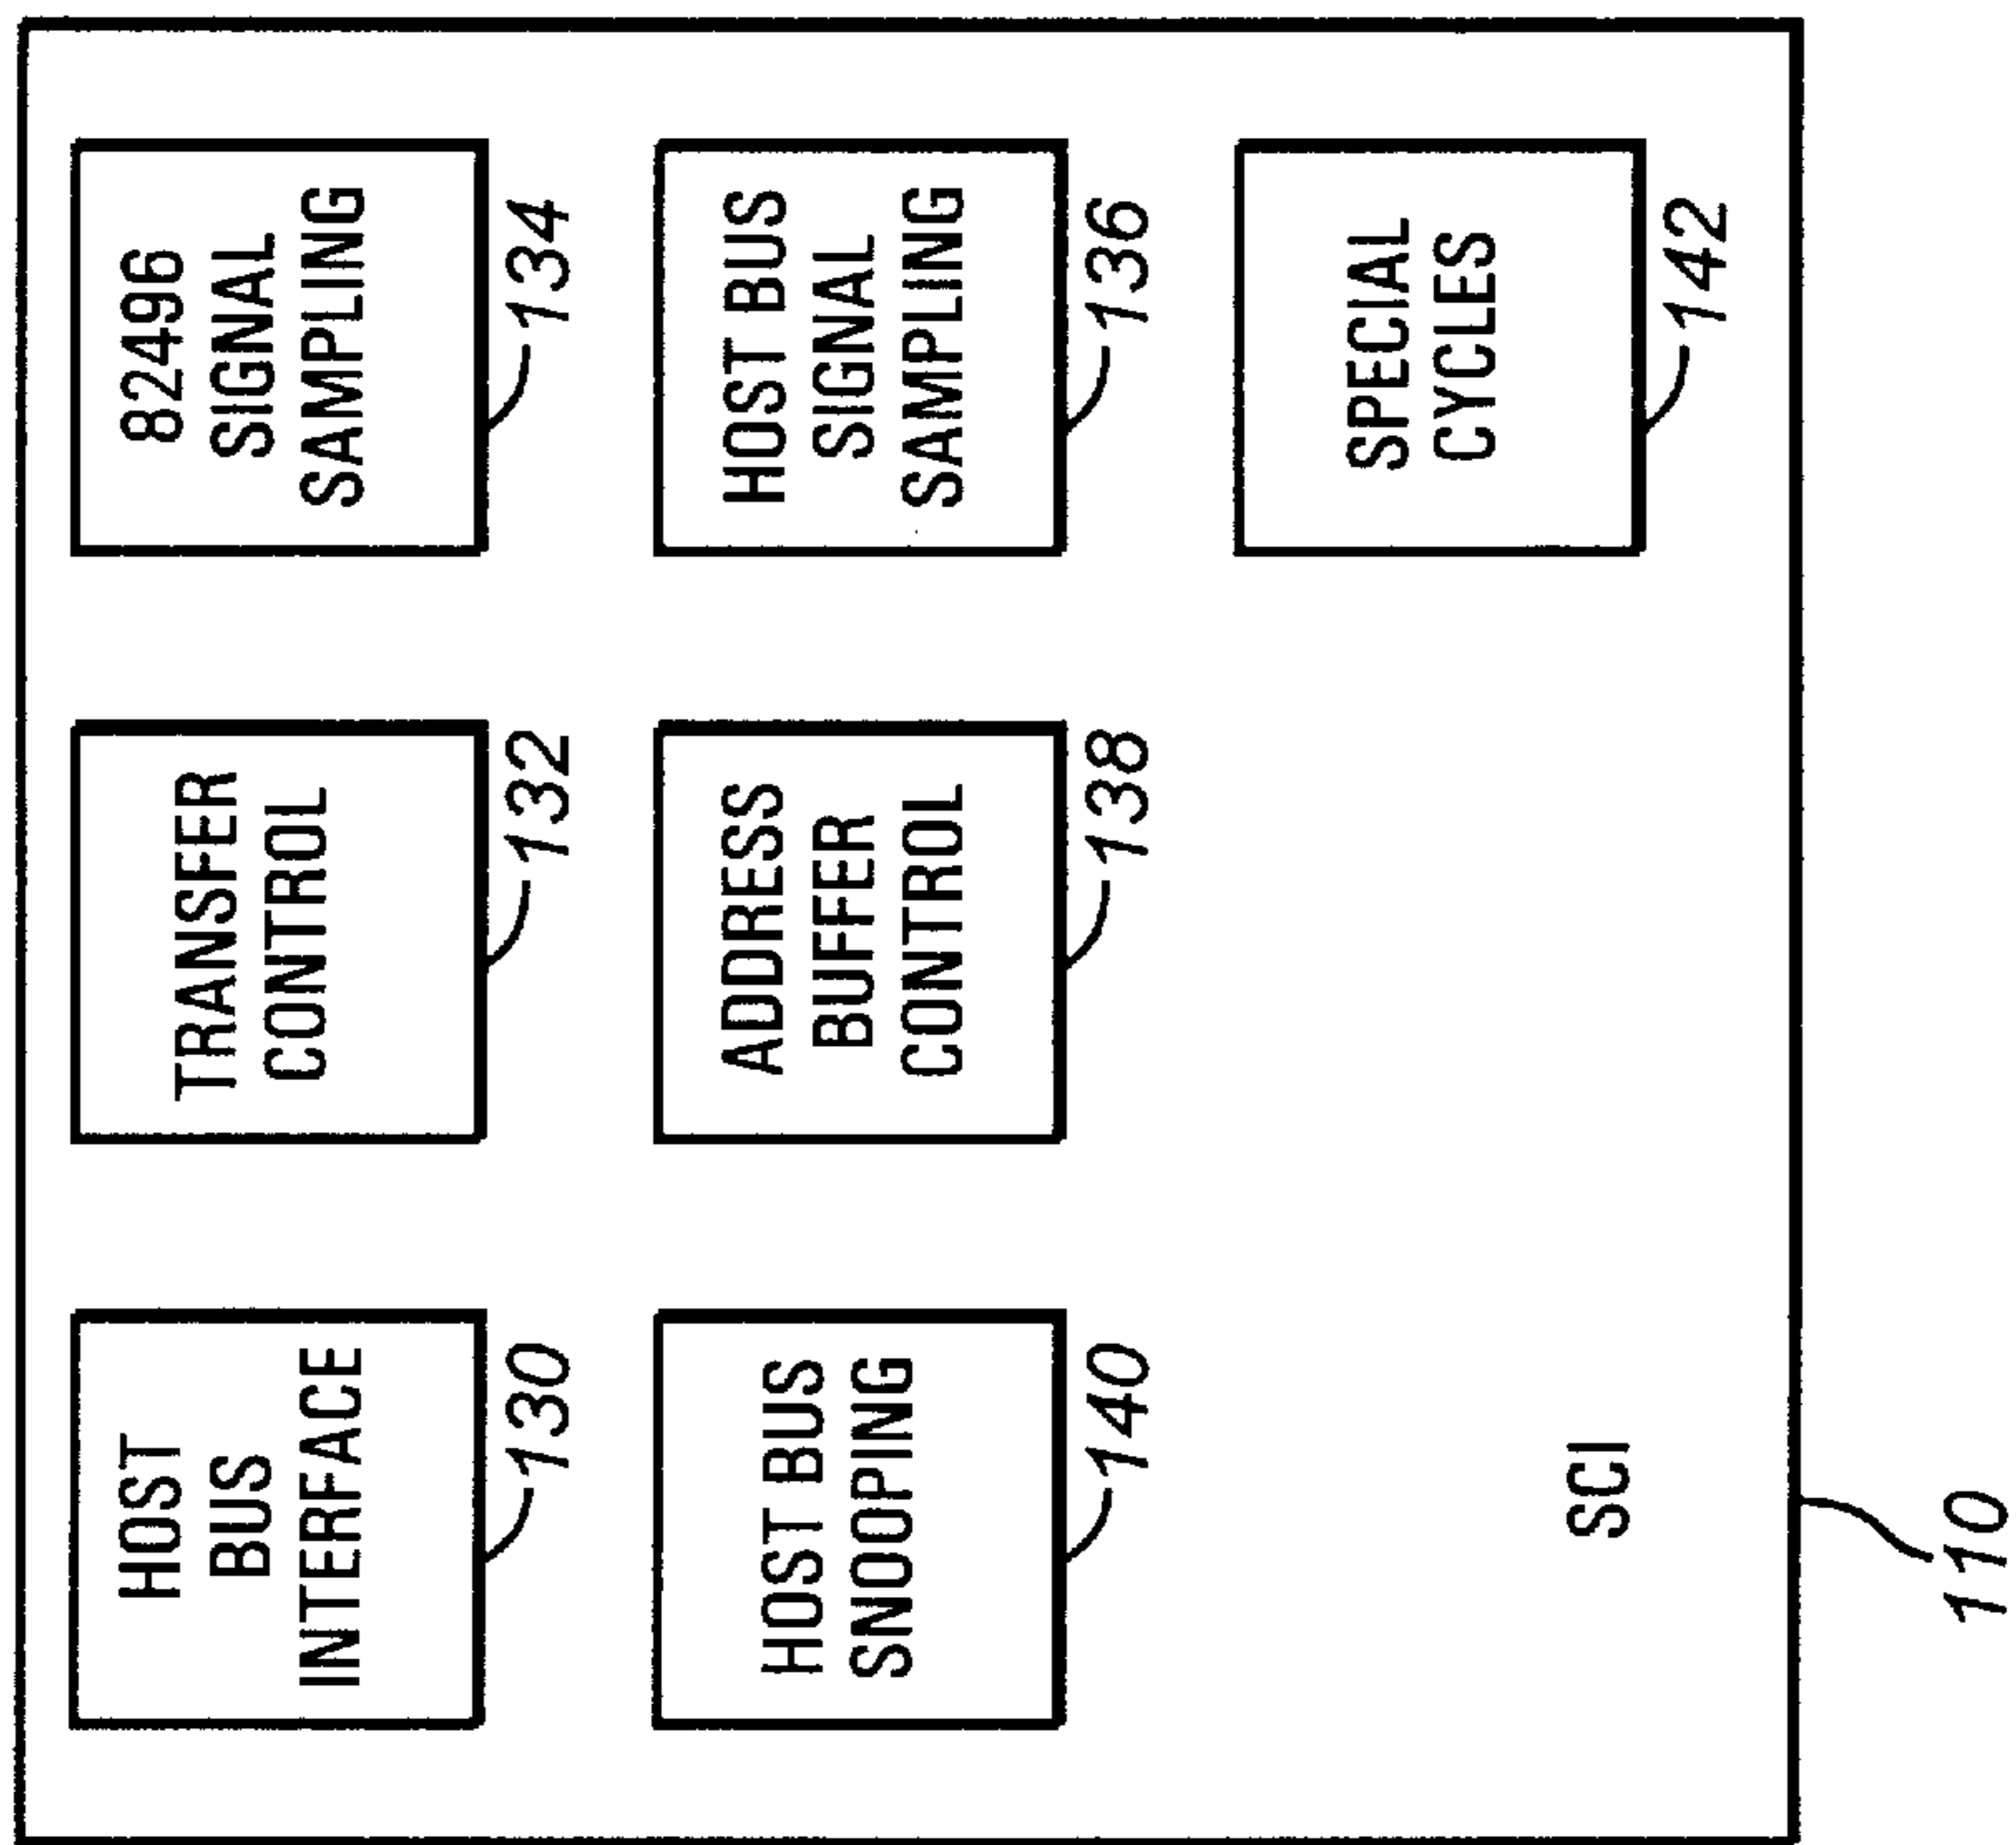 HOST
BUS
INTERFACE
130
TRANSFER
CONTROL
132
82496
SIGNAL
SAMPLING
134
HOST BUS
SNOOPING
140
ADDRESS
BUFFER
CONTROL
138
HOST BUS
SIGNAL
SAMPLING
136
SPECIAL
CYCLES
142
SCI
110